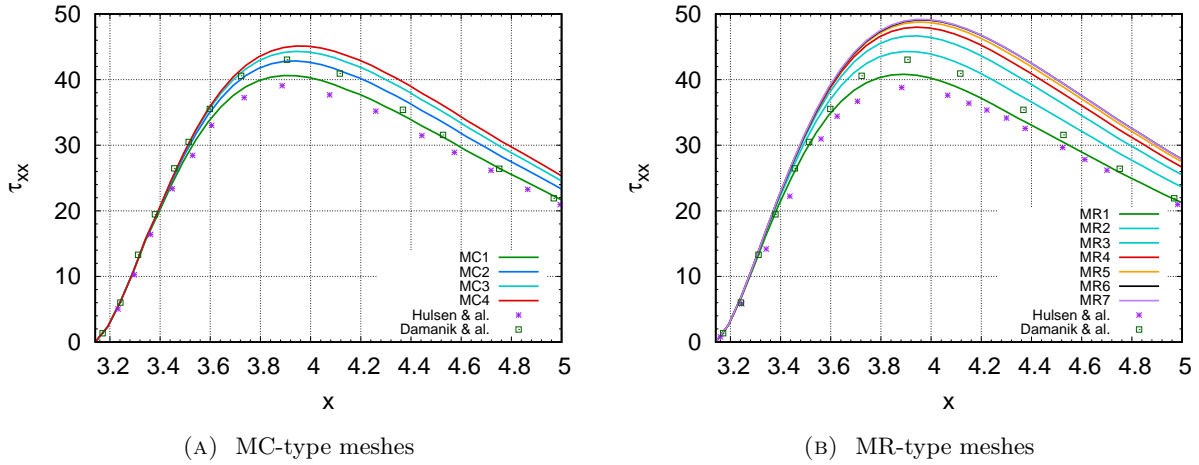 50
40
30
20
10
0
τxx
3.2 3.4 3.6 3.8 4 4.2 4.4 4.6 4.8 5
x
MC1
MC2
MC3
MC4
Hulsen & al.
Damanik & al.
(A) MC-type meshes
50
40
30
20
10
0
τxx
3.2 3.4 3.6 3.8 4 4.2 4.4 4.6 4.8 5
x
MR1
MR2
MR3
MR4
MR5
MR6
MR7
Hulsen & al.
Damanik & al.
(B) MR-type meshes